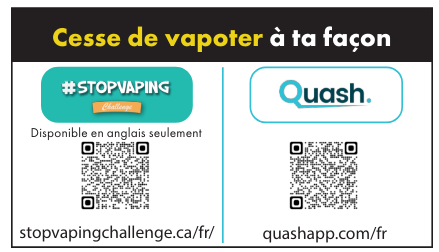 Cesse de vapoter à ta façon
#STOPVAPING
Challenge
Disponible en anglais seulement
stopvapingchallenge.ca/fr/
Quash.
quashapp.com/fr